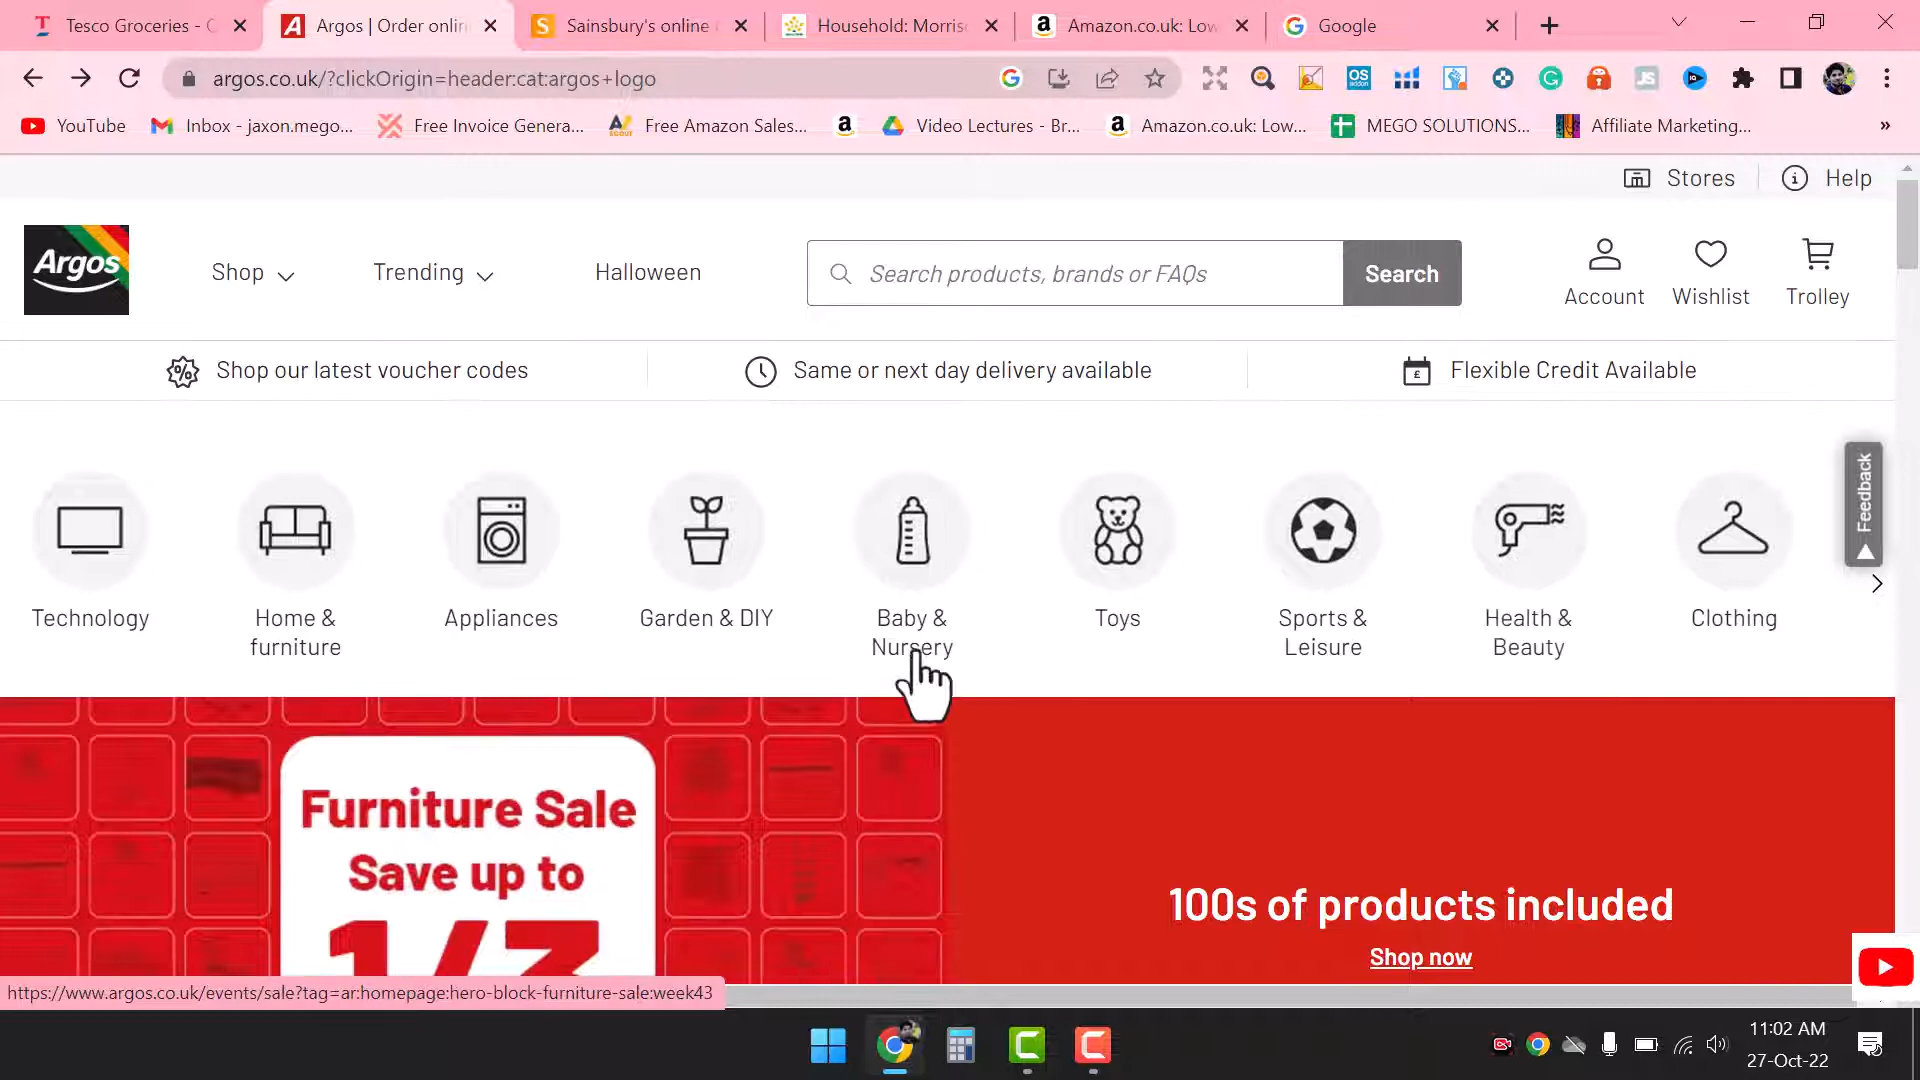 Tesco Groceries - C
Argos | Order onlin
Sainsbury's online
Household: Morris
Amazon.co.uk: Low
Google
argos.co.uk/?clickOrigin=header:cat:argos+logo
YouTube
Inbox - jaxon.mego...
Free Invoice Genera...
Free Amazon Sales...
Video Lectures - Br...
Amazon.co.uk: Low...
MEGO SOLUTIONS...
Affiliate Marketing...
Stores
Help
Argos
Shop
Trending
Halloween
Search products, brands or FAQs
Search
Account
Wishlist
Trolley
Shop our latest voucher codes
Same or next day delivery available
Flexible Credit Available
Feedback
Technology
Home & furniture
Appliances
Garden & DIY
Baby & Nursery
Toys
Sports & Leisure
Health & Beauty
Clothing
Furniture Sale
Save up to
1/3
100s of products included
Shop now
https://www.argos.co.uk/events/sale?tag=ar:homepage:hero-block-furniture-sale:week43
11:02 AM
27-Oct-22